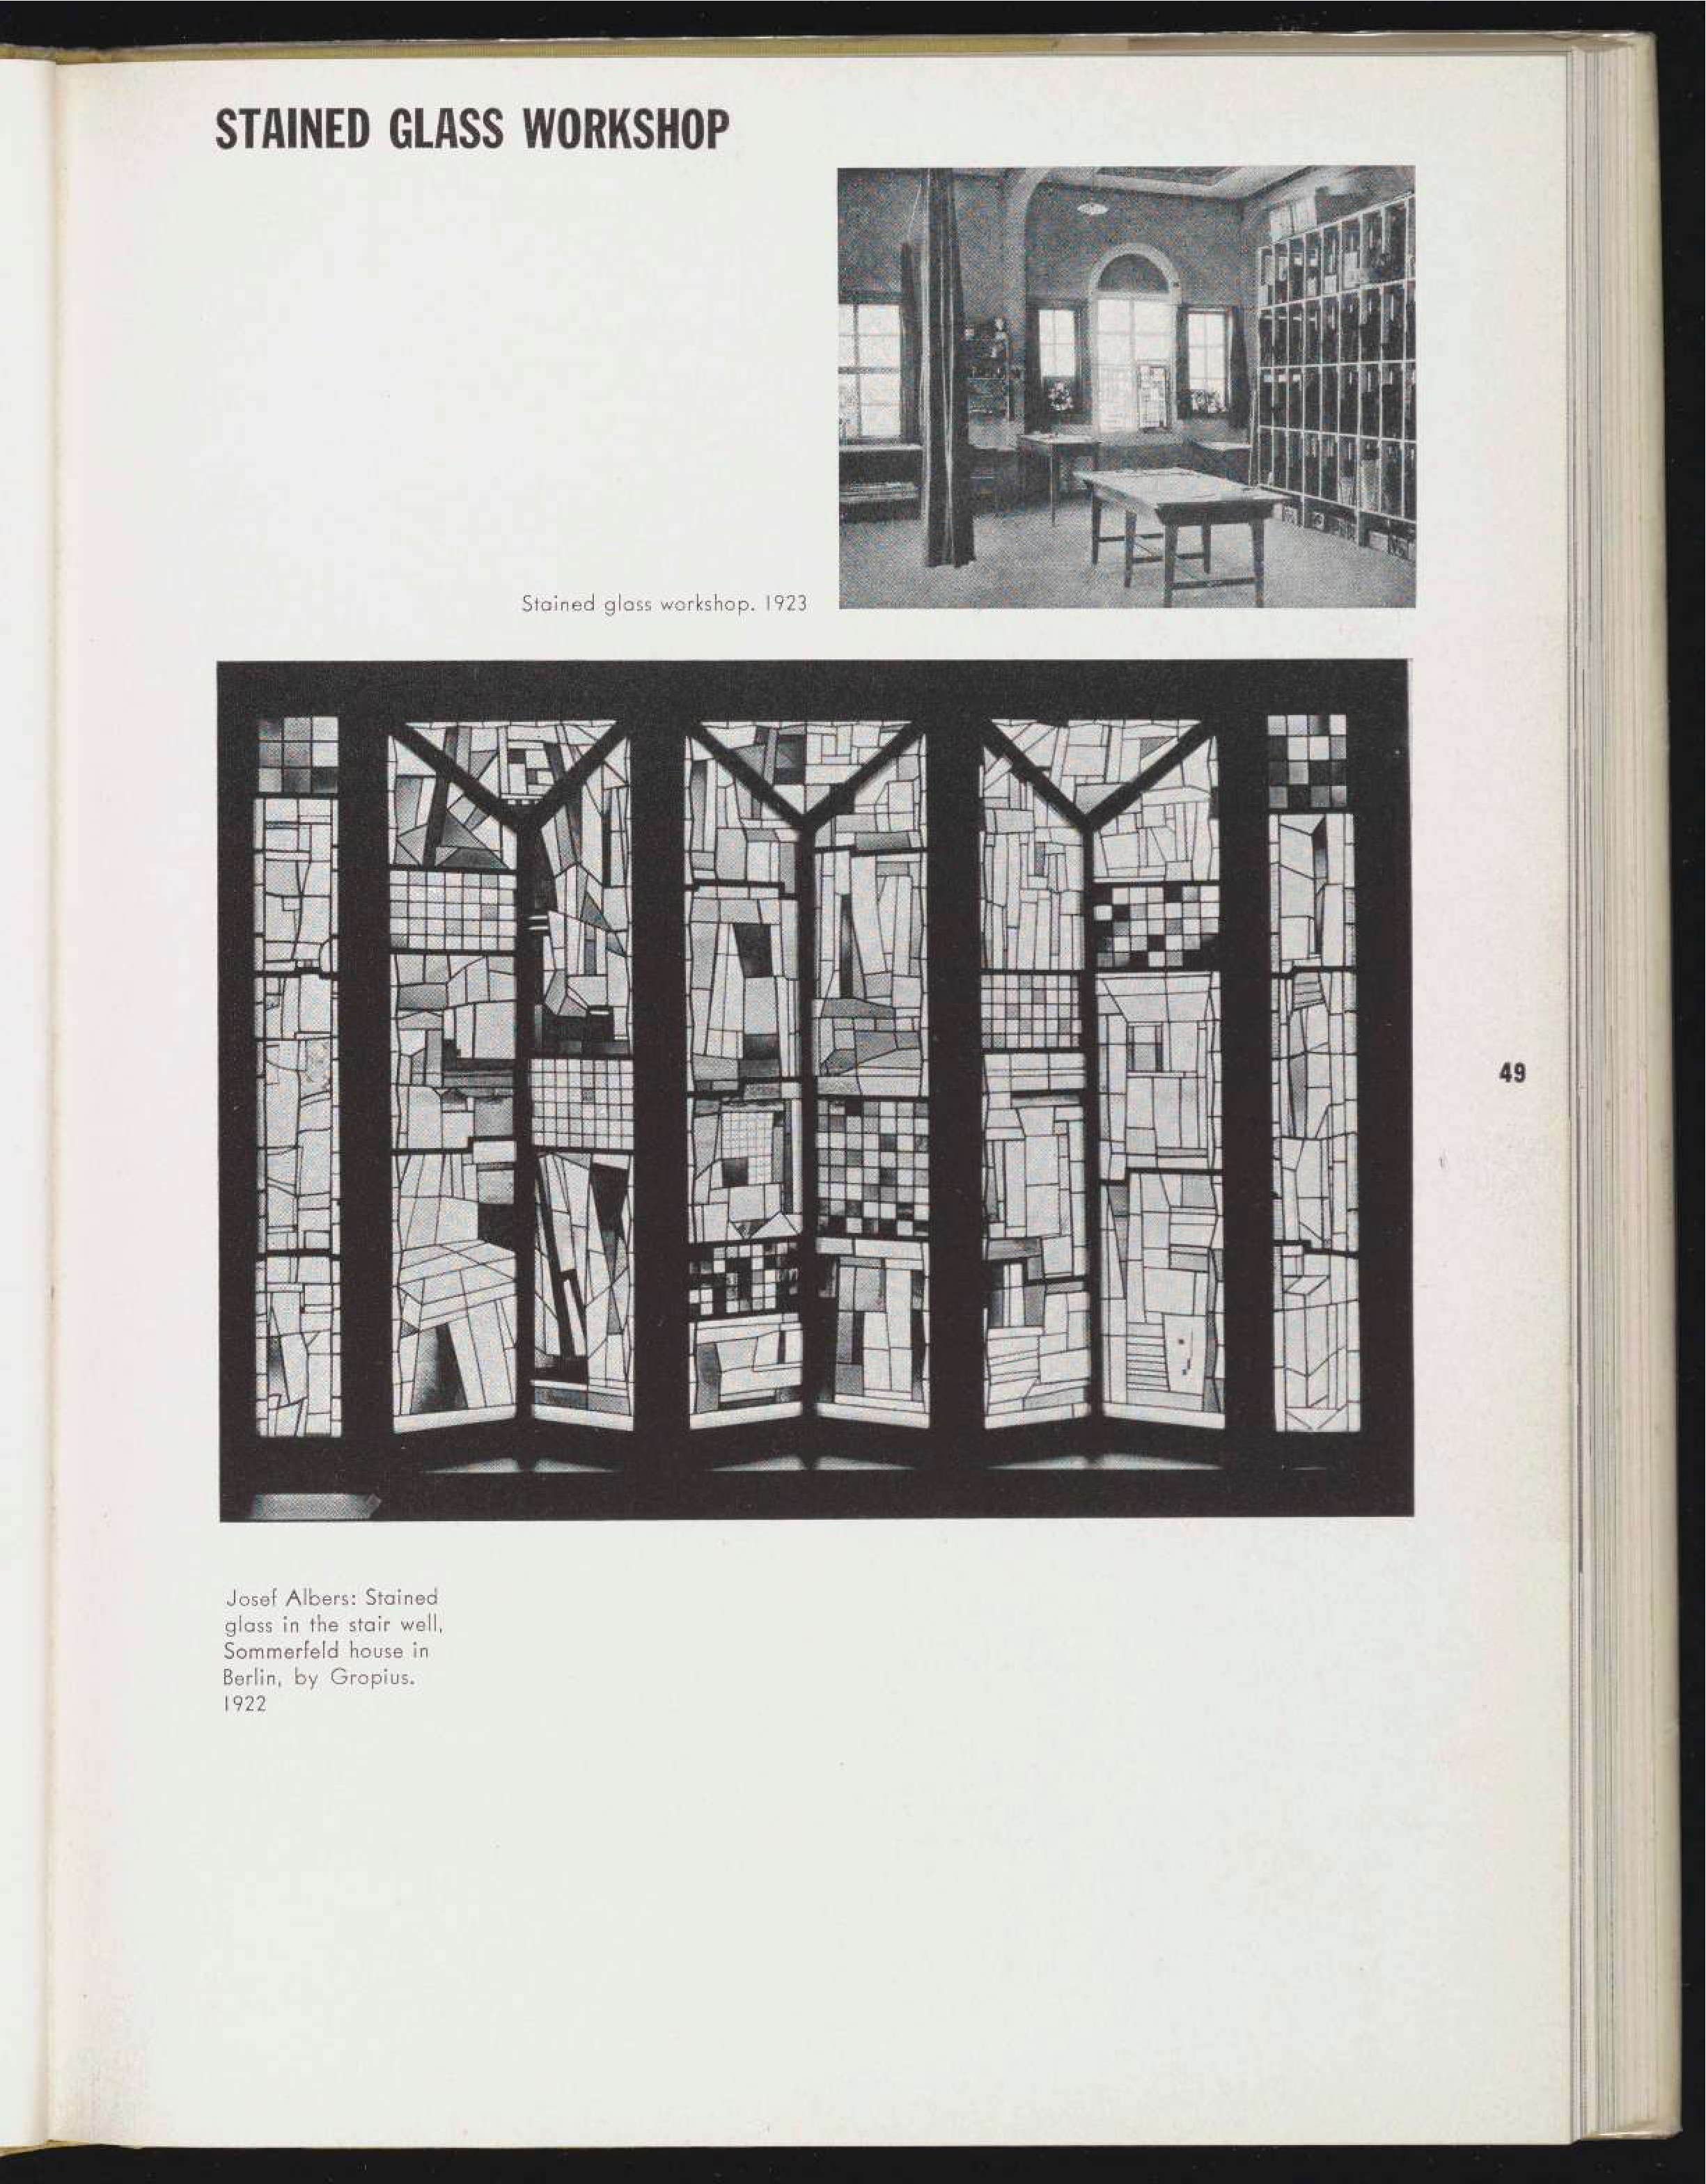 STAINED GLASS WORKSHOP
Stained glass workshop. 1923
49
Josef Albers: Stained
glass in the stair well,
Sommerfeld house in
Berlin, by Gropius.
1922